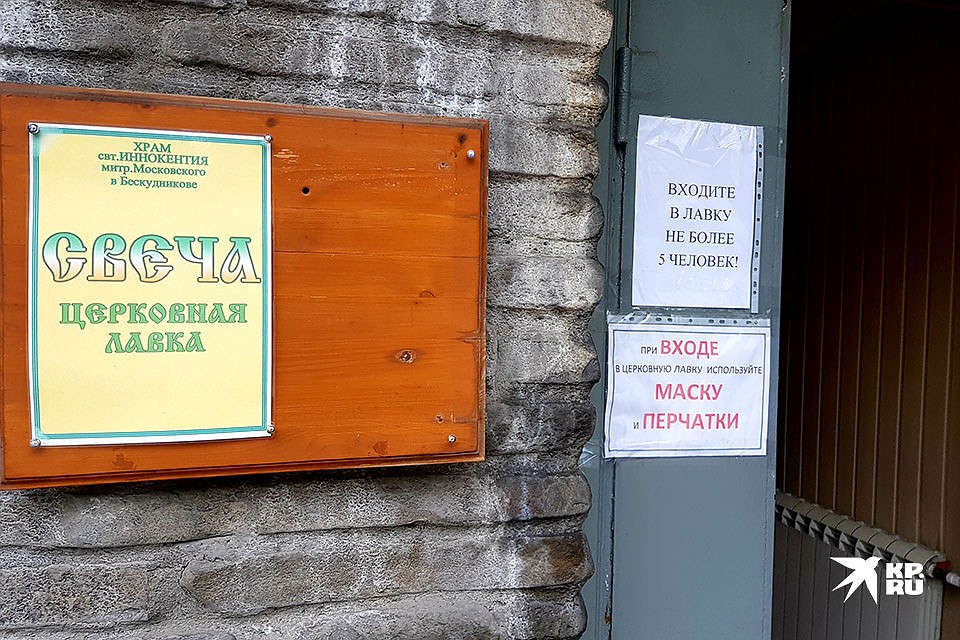 ХРАМ
свт.ИННОКЕНТИЯ
митр.Московского
в Бескудникове
СВЕЧА
ЦЕРКОВНАЯ
ЛАВКА
ВХОДИТЕ
В ЛАВКУ
НЕ БОЛЕЕ
5 ЧЕЛОВЕК!
ПРИ ВХОДЕ
В ЦЕРКОВНУЮ ЛАВКУ ИСПОЛЬЗУЙТЕ
МАСКУ
И ПЕРЧАТКИ
KP.
RU